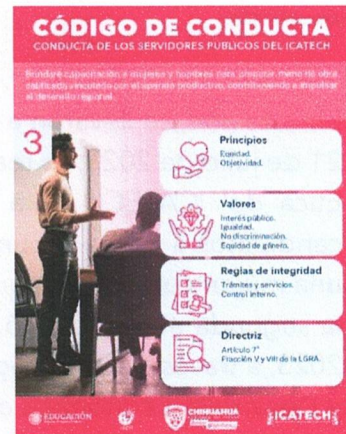 CÓDIGO DE CONDUCTA
CONDUCTA DE LOS SERVIDORES PÚBLICOS DEL ICATECH
Brindaré capacitación a mujeres y hombres para preparar mano de obra
calificada vinculada con el aparato productivo, contribuyendo a impulsar
el desarrollo regional.
3
Principios
Equidad.
Objetividad.
Valores
Interés público.
Igualdad.
No discriminación.
Equidad de género.
Reglas de integridad
Trámites y servicios.
Control interno.
Directriz
Artículo 7°
Fracción V y VIII de la LGRA.
EDUCACIÓN
CHIHUAHUA
ICATECH